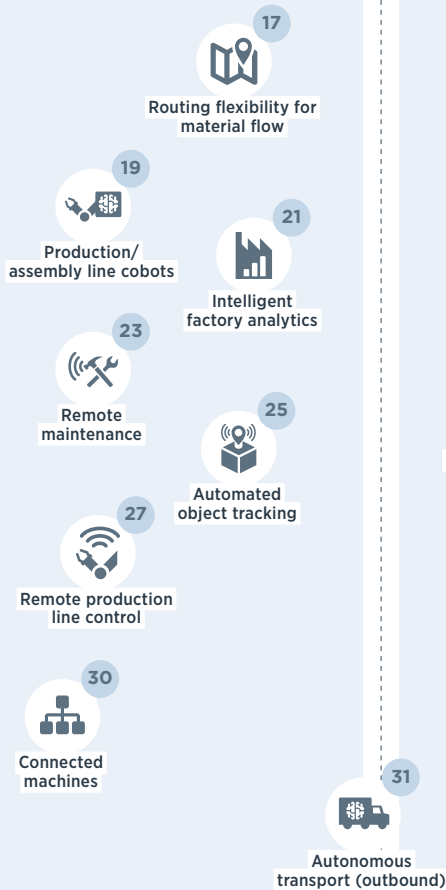 17
Routing flexibility for
material flow
19
Production/
assembly line cobots
21
Intelligent
factory analytics
23
Remote
maintenance
25
Automated
object tracking
27
Remote production
line control
30
Connected
machines
31
Autonomous
transport (outbound)